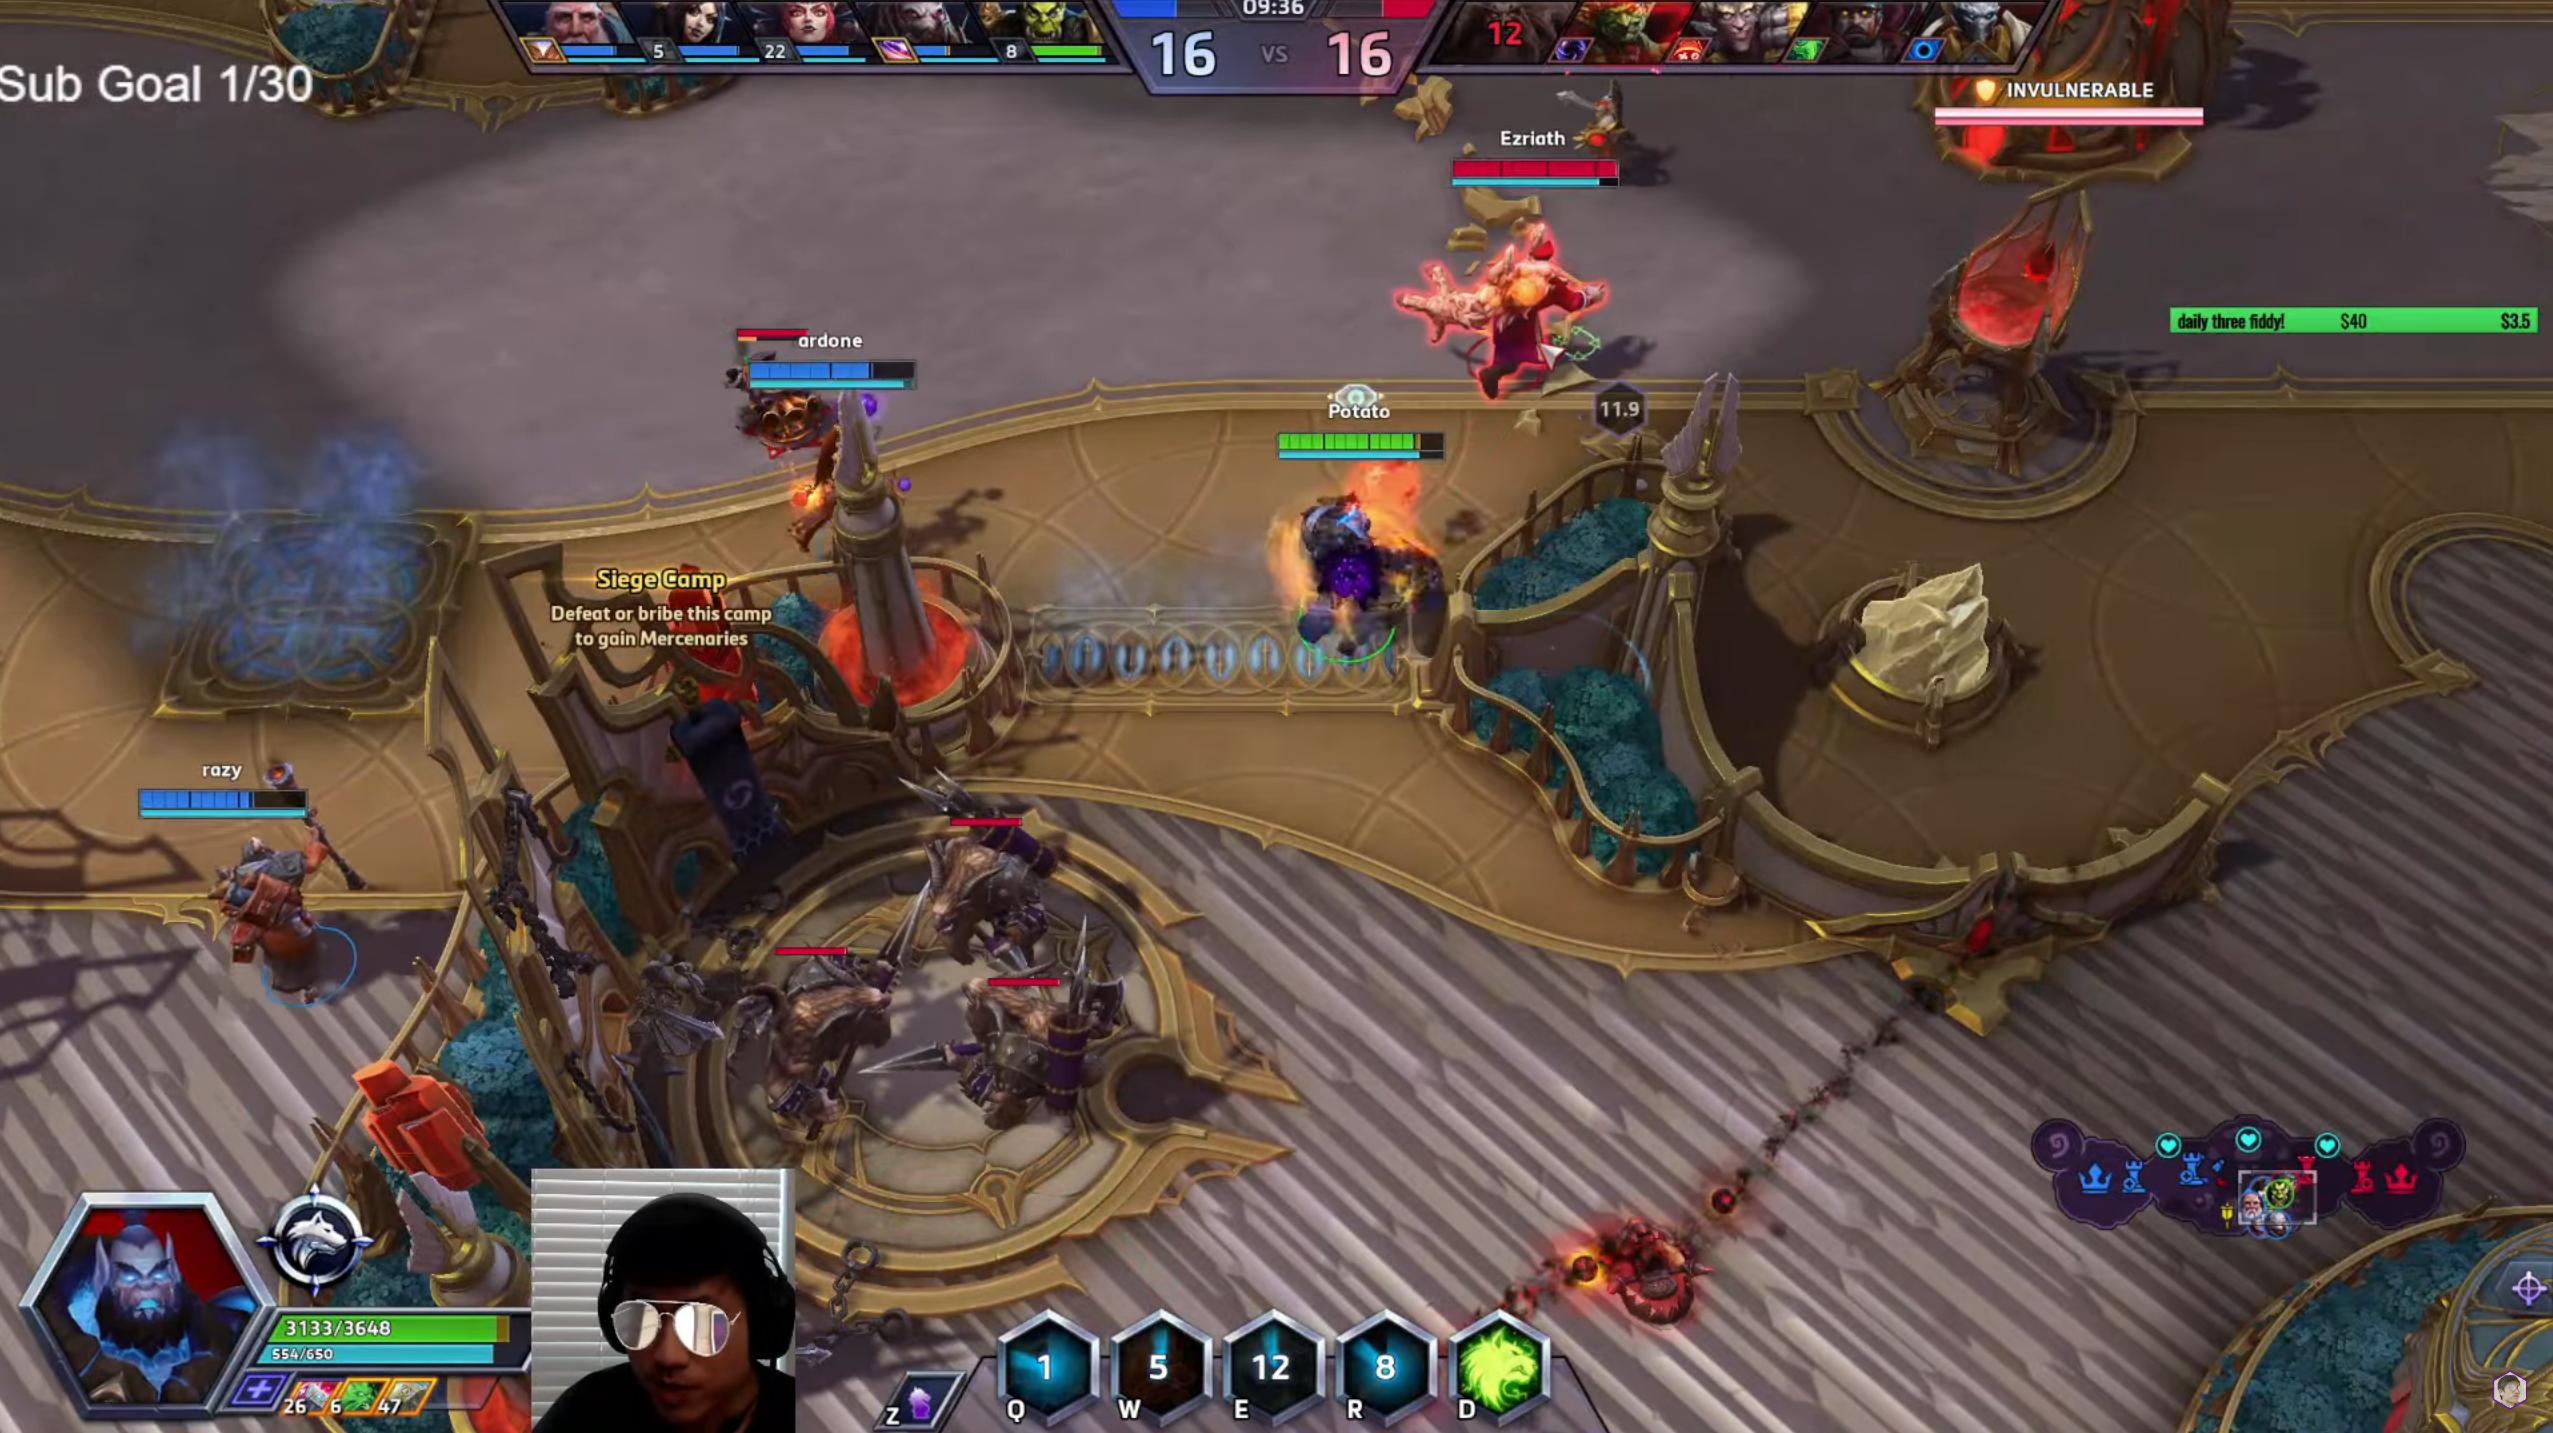 09:36
5
22
8
16 VS 16
12
Sub Goal 1/30
INVULNERABLE
Ezriath
daily three fiddy! $40 $3.5
ardone
Potato
11.9
Siege Camp
Defeat or bribe this camp
to gain Mercenaries
razy
3133/3648
554/650
26 6 47
1 5 12 8
Z Q W E R D